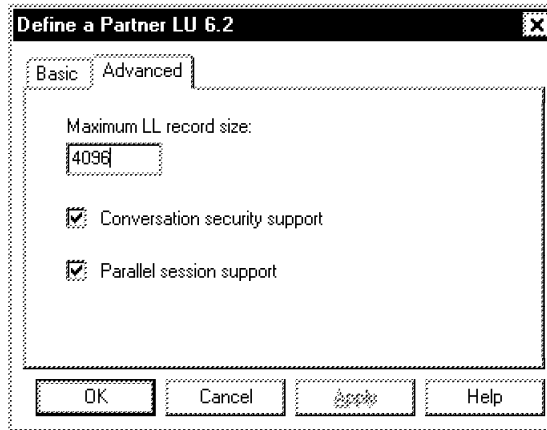 Define a Partner LU 6.2
Basic Advanced
Maximum LL record size:
4096
Conversation security support
Parallel session support
OK Cancel Apply Help